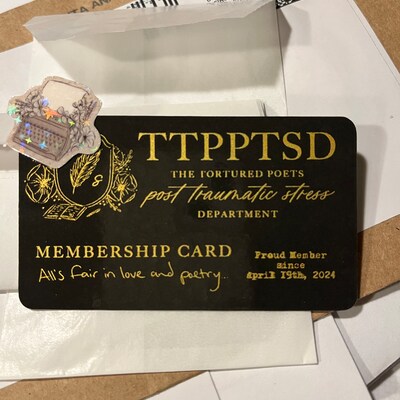 TTPPTSD
THE TORTURED POETS
post traumatic stress
DEPARTMENT
MEMBERSHIP CARD
All's fair in love and poetry..
Proud Member
since
April 19th, 2024